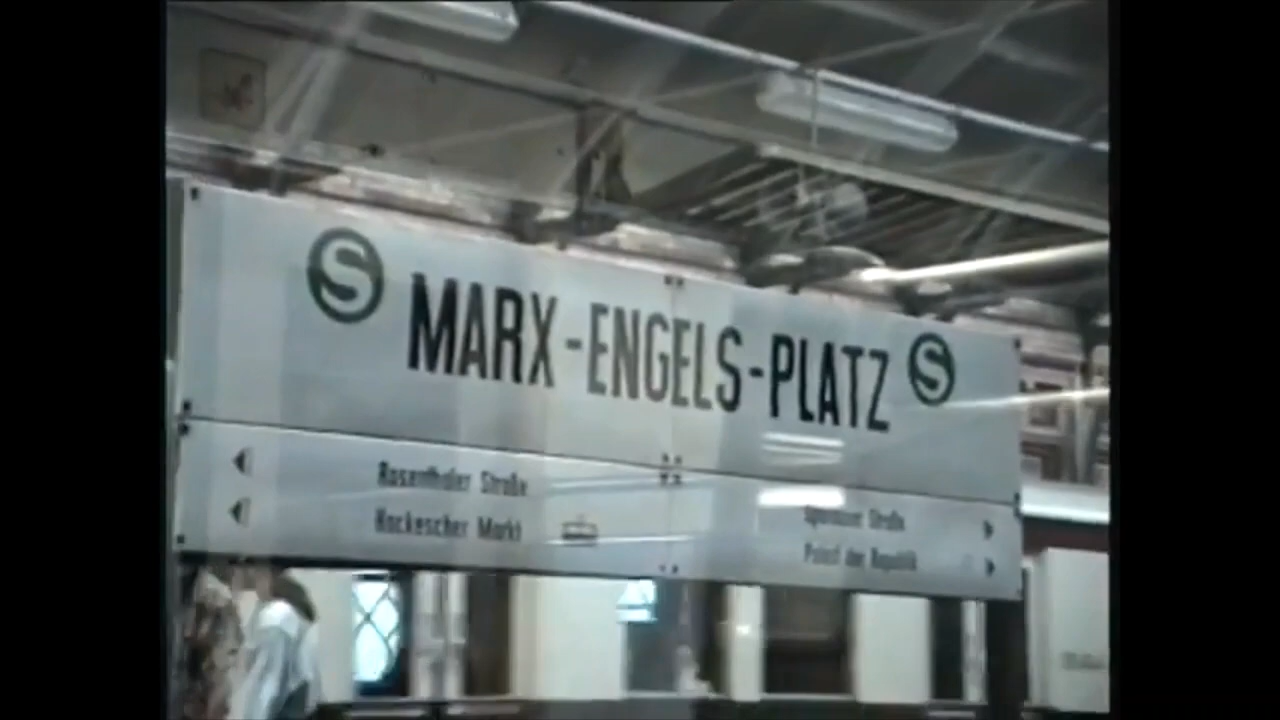 S MARX-ENGELS-PLATZ S
Rosenthaler Straße
Hackescher Markt
Spandauer Straße
Palast der Republik